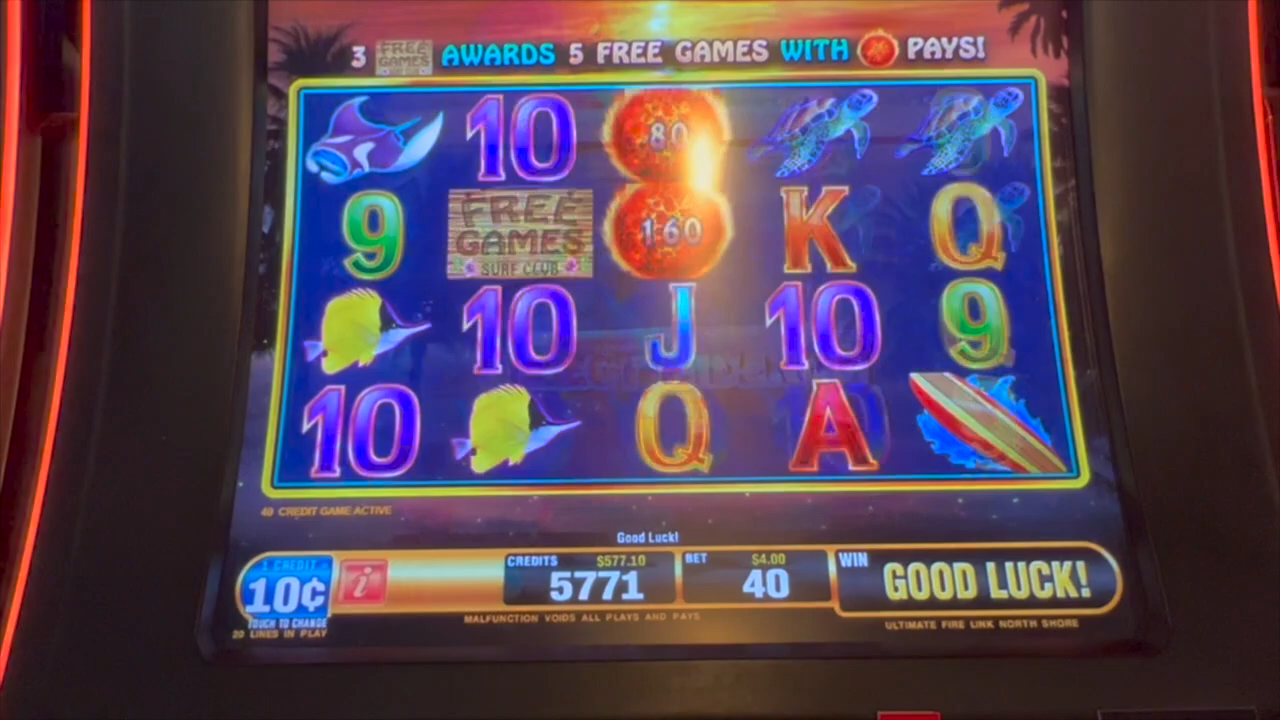 3 FREE GAMES SURF CLUB AWARDS 5 FREE GAMES WITH PAYS!
10 80
9 FREE GAMES SURF CLUB 160 K Q
10 J 10 9
10 Q A
40 CREDIT GAME ACTIVE
Good Luck!
1 CREDIT = 10¢ TOUCH TO CHANGE
i
CREDITS $577.10
5771
BET $4.00
40
WIN GOOD LUCK!
20 LINES IN PLAY
MALFUNCTION VOIDS ALL PLAYS AND PAYS
ULTIMATE FIRE LINK NORTH SHORE